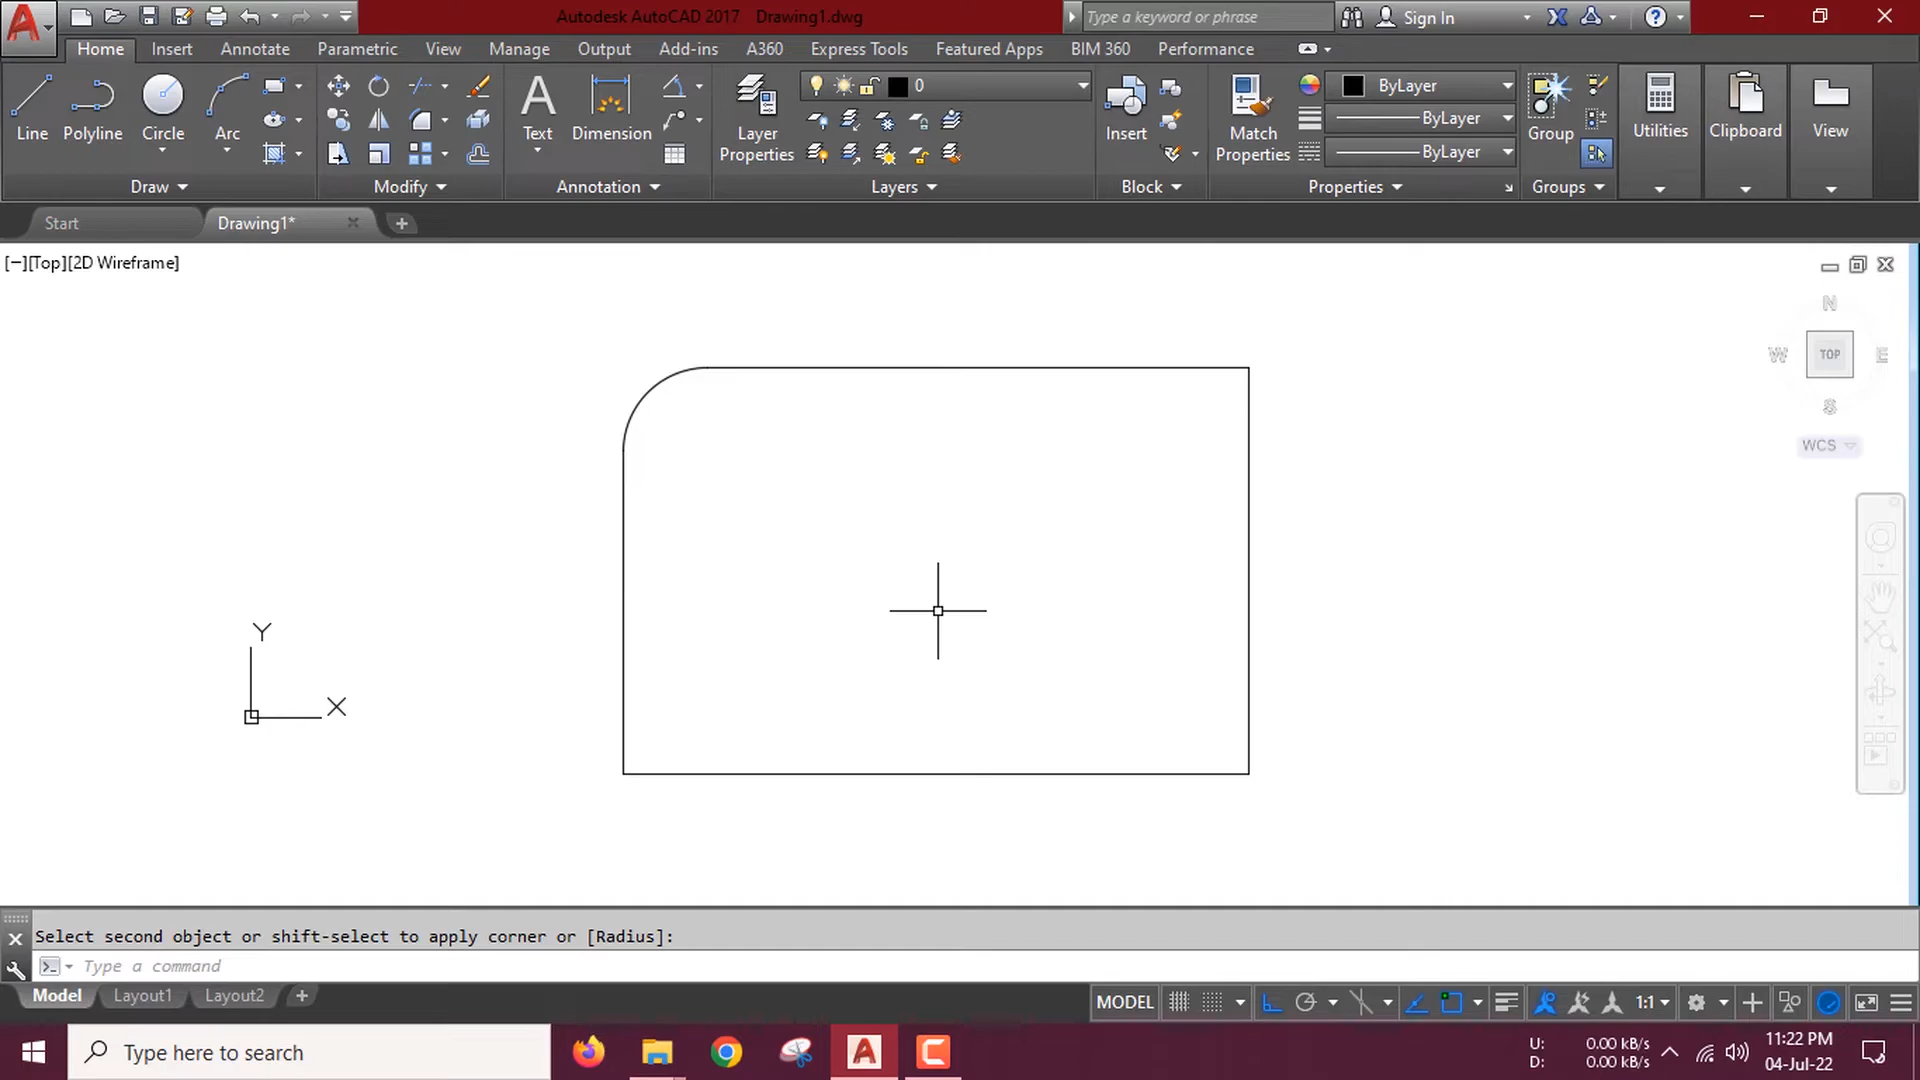 Autodesk AutoCAD 2017 Drawing1.dwg
Type a keyword or phrase
Sign In
Home Insert Annotate Parametric View Manage Output Add-ins A360 Express Tools Featured Apps BIM 360 Performance
0
ByLayer
Line Polyline Circle Arc
Text Dimension
Layer Properties
Insert
Match Properties
ByLayer
ByLayer
Group
Utilities
Clipboard
View
Draw Modify Annotation Layers Block Properties Groups
Start Drawing1*
[−][Top][2D Wireframe]
N
W TOP E
S
WCS
Y
X
Select second object or shift-select to apply corner or [Radius]:
Type a command
Model Layout1 Layout2
MODEL 1:1
Type here to search
U: 0.00 kB/s
D: 0.00 kB/s
11:22 PM
04-Jul-22